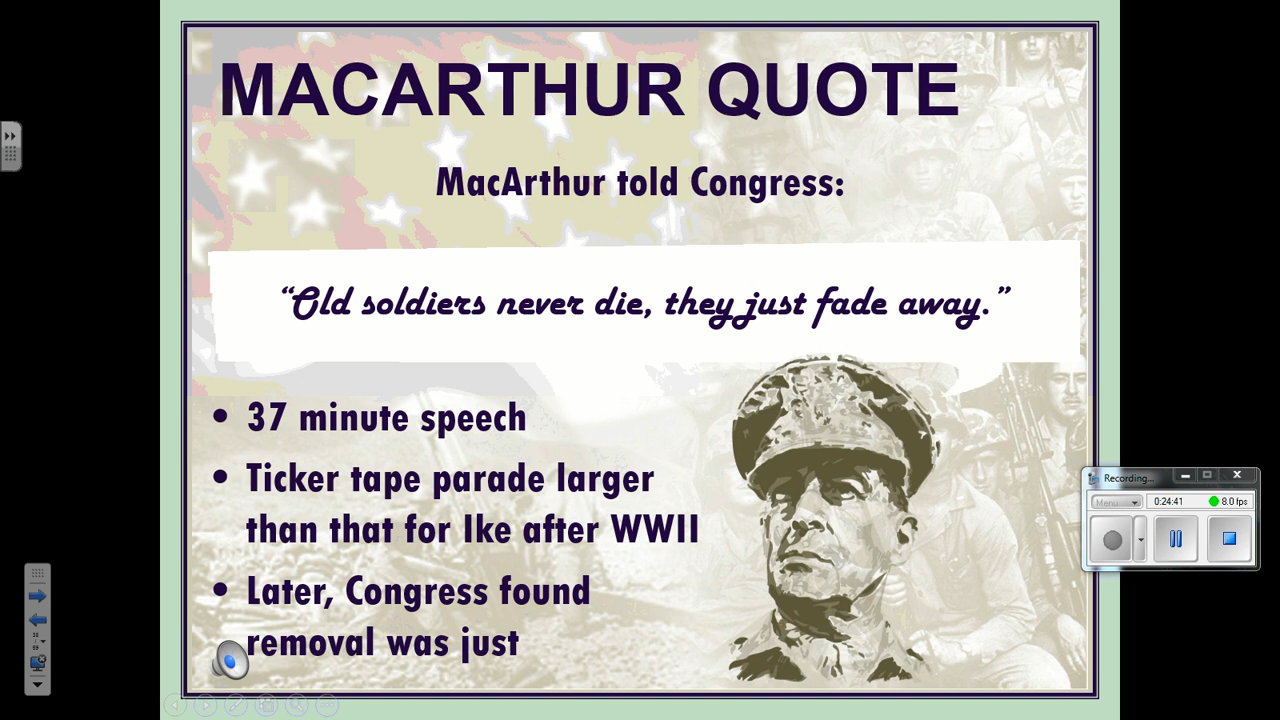 MACARTHUR QUOTE
MacArthur told Congress:
“Old soldiers never die, they just fade away.”
• 37 minute speech
• Ticker tape parade larger
than that for Ike after WWII
• Later, Congress found
removal was just
Recording...
Menu 0:24:41 8.0 fps